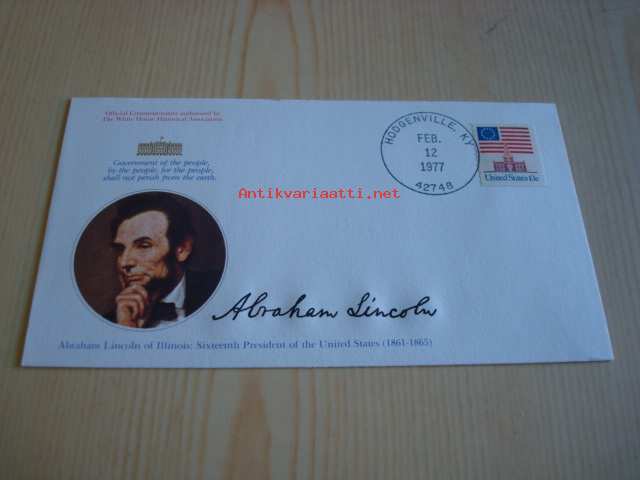 Official Commemorative authorized by
The White House Historical Association
Government of the people,
by the people, for the people,
shall not perish from the earth.
HODGENVILLE, KY
FEB.
12
1977
42748
United States 13c
Antikvariaatti.net
Abraham Lincoln
Abraham Lincoln of Illinois: Sixteenth President of the United States (1861-1865)